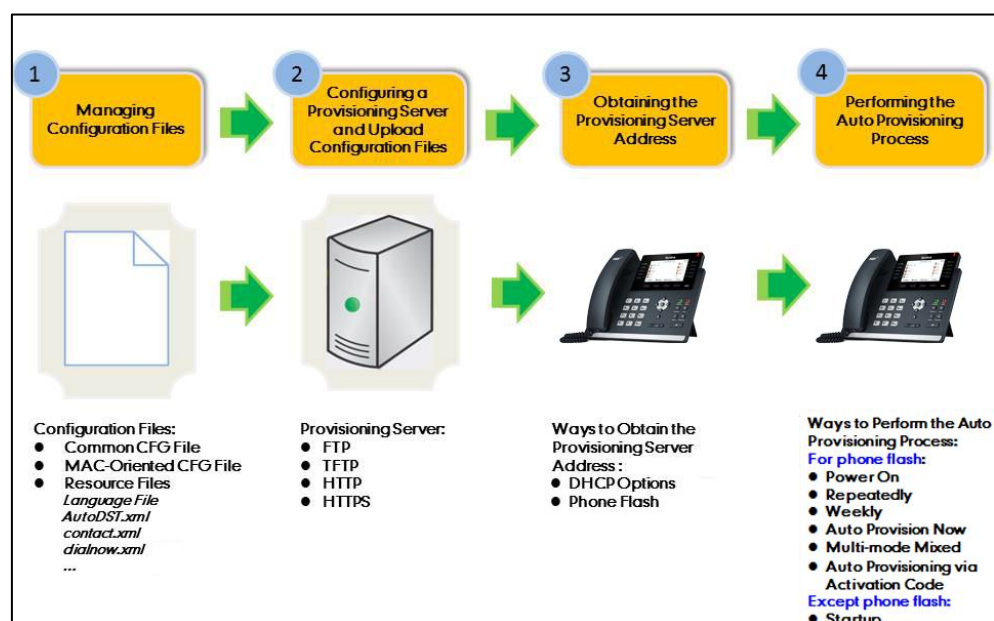 1
Managing
Configuration Files
2
Configuring a
Provisioning Server
and Upload
Configuration Files
3
Obtaining the
Provisioning Server
Address
4
Performing the
Auto Provisioning
Process
Configuration Files:
● Common CFG File
● MAC-Oriented CFG File
● Resource Files
Language File
AutoDST.xml
contact.xml
dialnow.xml
...
Provisioning Server:
● FTP
● TFTP
● HTTP
● HTTPS
Ways to Obtain the
Provisioning Server
Address :
● DHCP Options
● Phone Flash
Ways to Perform the Auto
Provisioning Process:
For phone flash:
● Power On
● Repeatedly
● Weekly
● Auto Provision Now
● Multi-mode Mixed
● Auto Provisioning via
Activation Code
Except phone flash:
● Startup